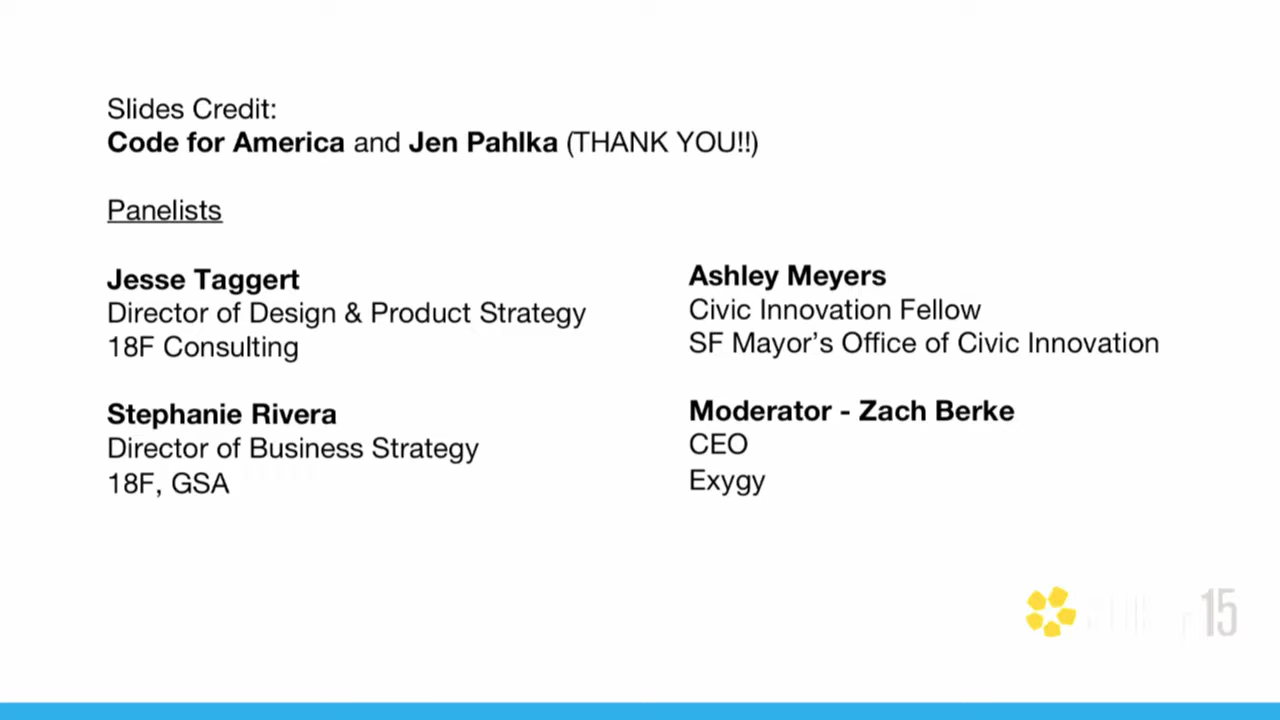 Slides Credit:
Code for America and Jen Pahlka (THANK YOU!!)
Panelists
Jesse Taggert
Director of Design & Product Strategy
18F Consulting
Stephanie Rivera
Director of Business Strategy
18F, GSA
Ashley Meyers
Civic Innovation Fellow
SF Mayor’s Office of Civic Innovation
Moderator - Zach Berke
CEO
Exygy
15